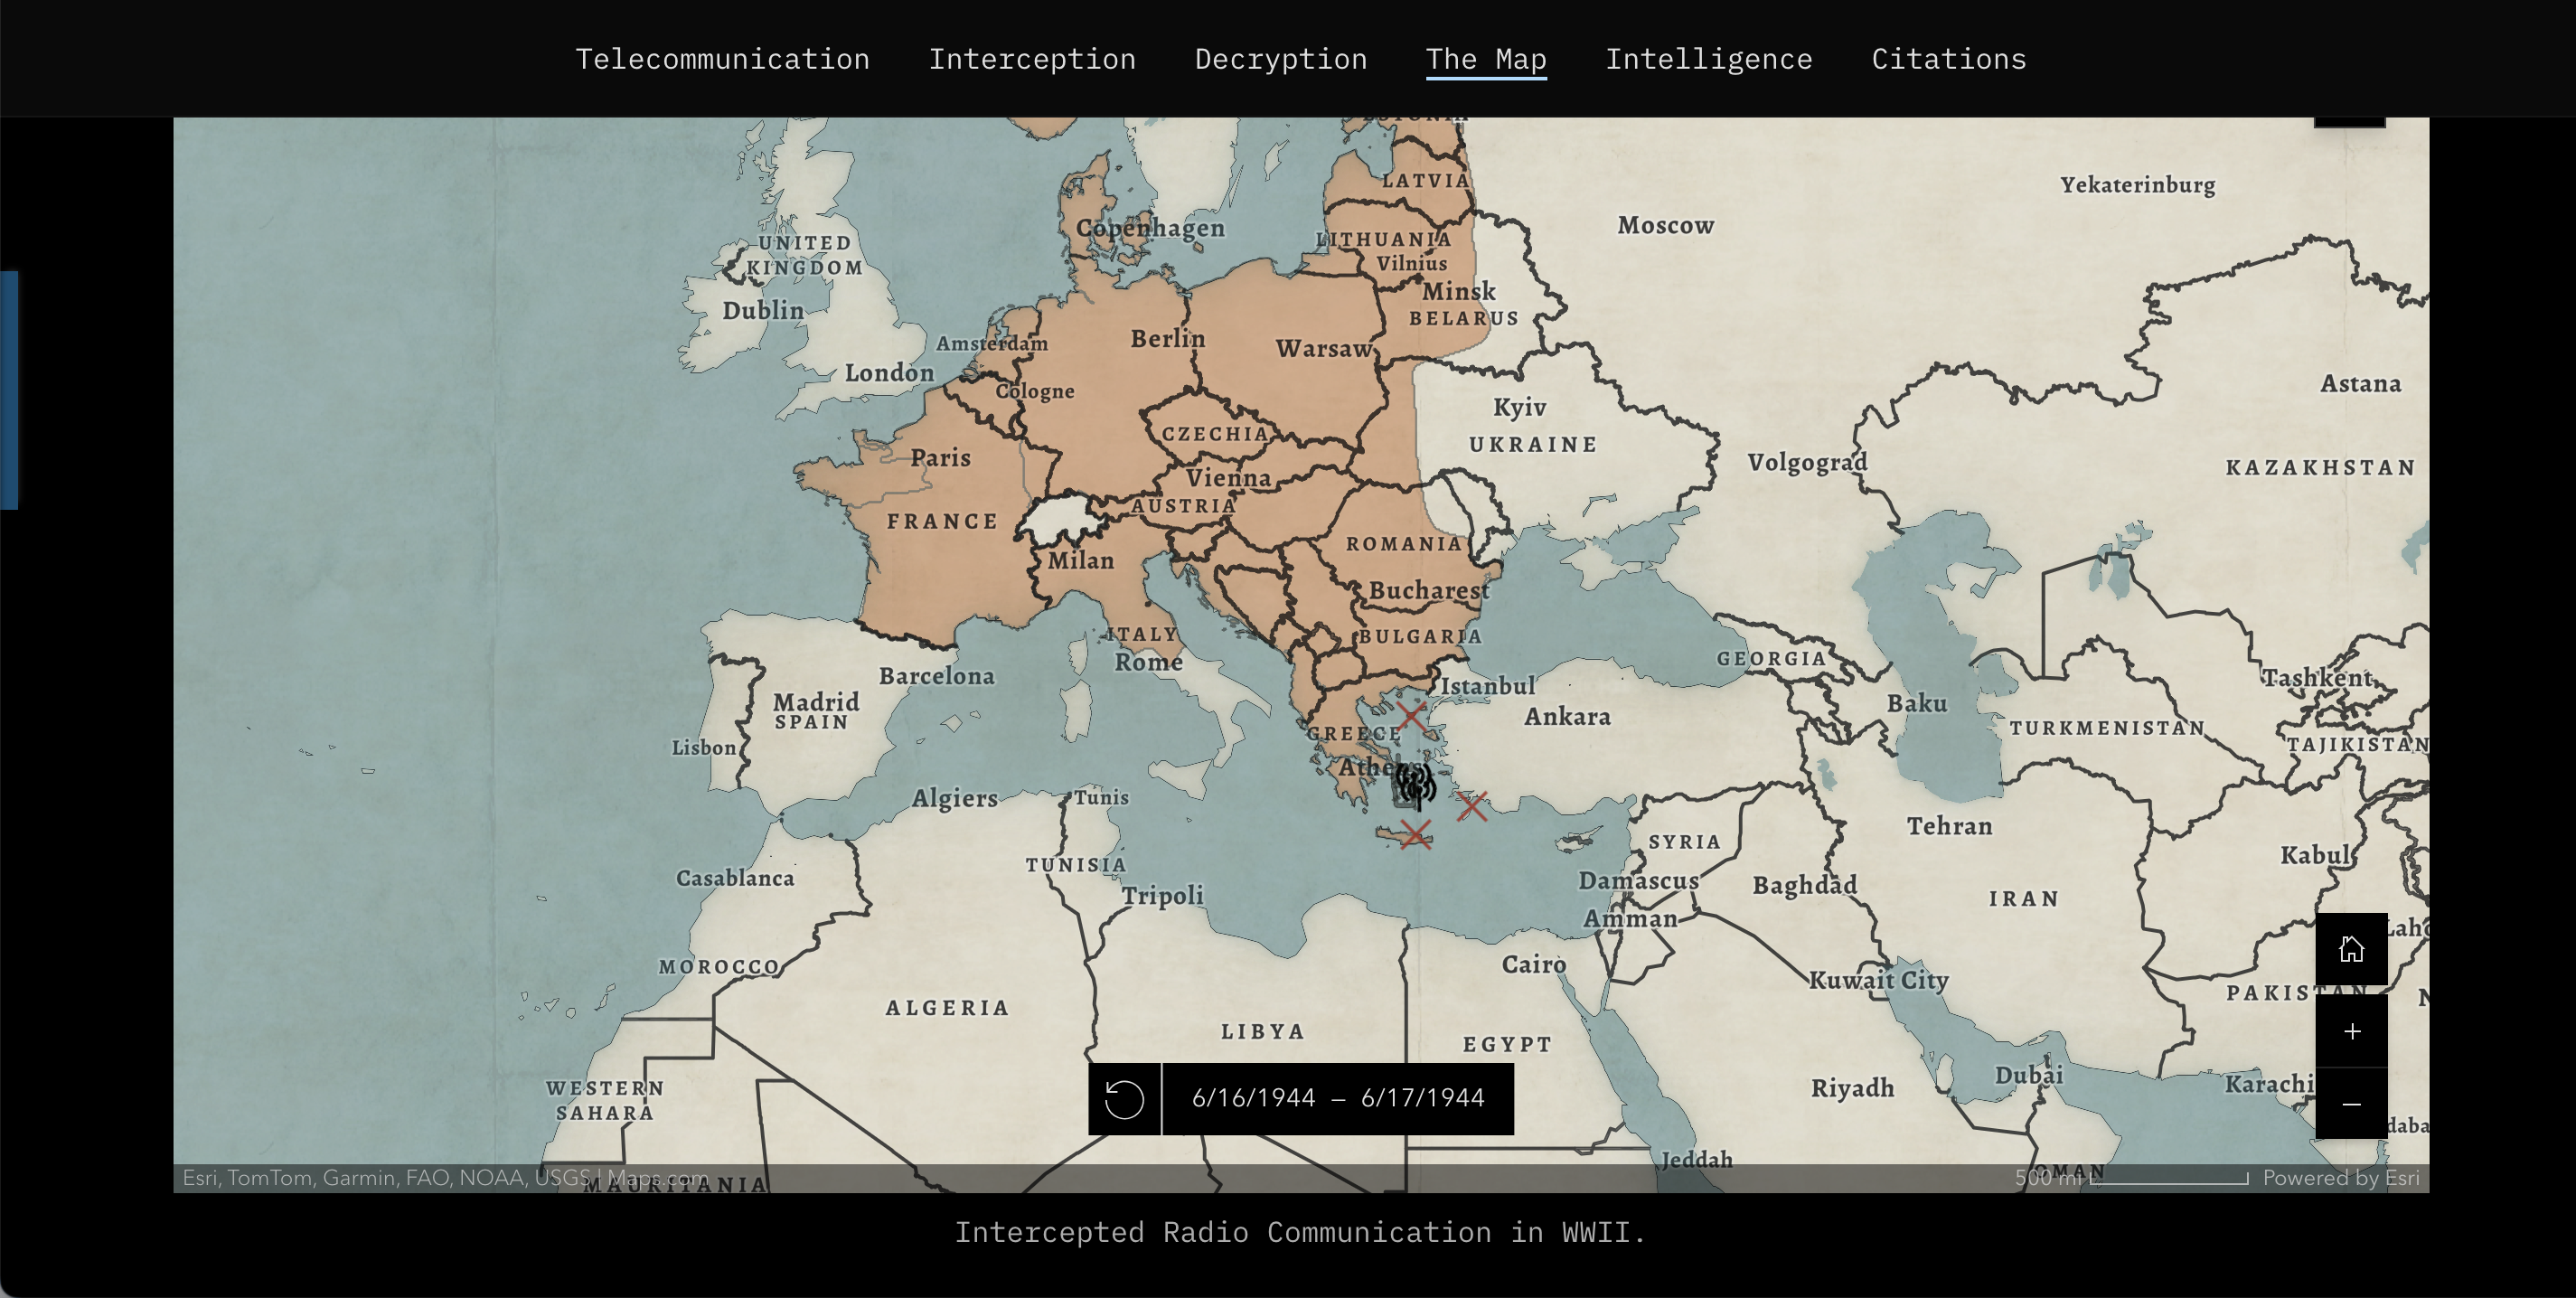 Telecommunication Interception Decryption The Map Intelligence Citations
ESTONIA
LATVIA
Yekaterinburg
Moscow
Copenhagen
LITHUANIA
UNITED
KINGDOM
Vilnius
Minsk
Dublin
BELARUS
Berlin
Amsterdam
Warsaw
London
Astana
Cologne
Kyiv
CZECHIA
UKRAINE
Paris
Volgograd
KAZAKHSTAN
Vienna
AUSTRIA
FRANCE
ROMANIA
Milan
Bucharest
ITALY
BULGARIA
Rome
GEORGIA
Barcelona
Tashkent
Istanbul
Madrid
Baku
SPAIN
Ankara
TURKMENISTAN
GREECE
Lisbon
TAJIKISTAN
Athens
Algiers
Tunis
Tehran
SYRIA
Kabul
TUNISIA
Casablanca
Damascus
Baghdad
Tripoli
IRAN
Amman
Laho
Cairo
MOROCCO
Kuwait City
PAKISTAN
N
ALGERIA
LIBYA
EGYPT
Dubai
Karachi
WESTERN
SAHARA
Riyadh
6/16/1944 – 6/17/1944
daba
Jeddah
OMAN
MAURITANIA
Esri, TomTom, Garmin, FAO, NOAA, USGS | Maps.com
500 mi
Powered by Esri
Intercepted Radio Communication in WWII.